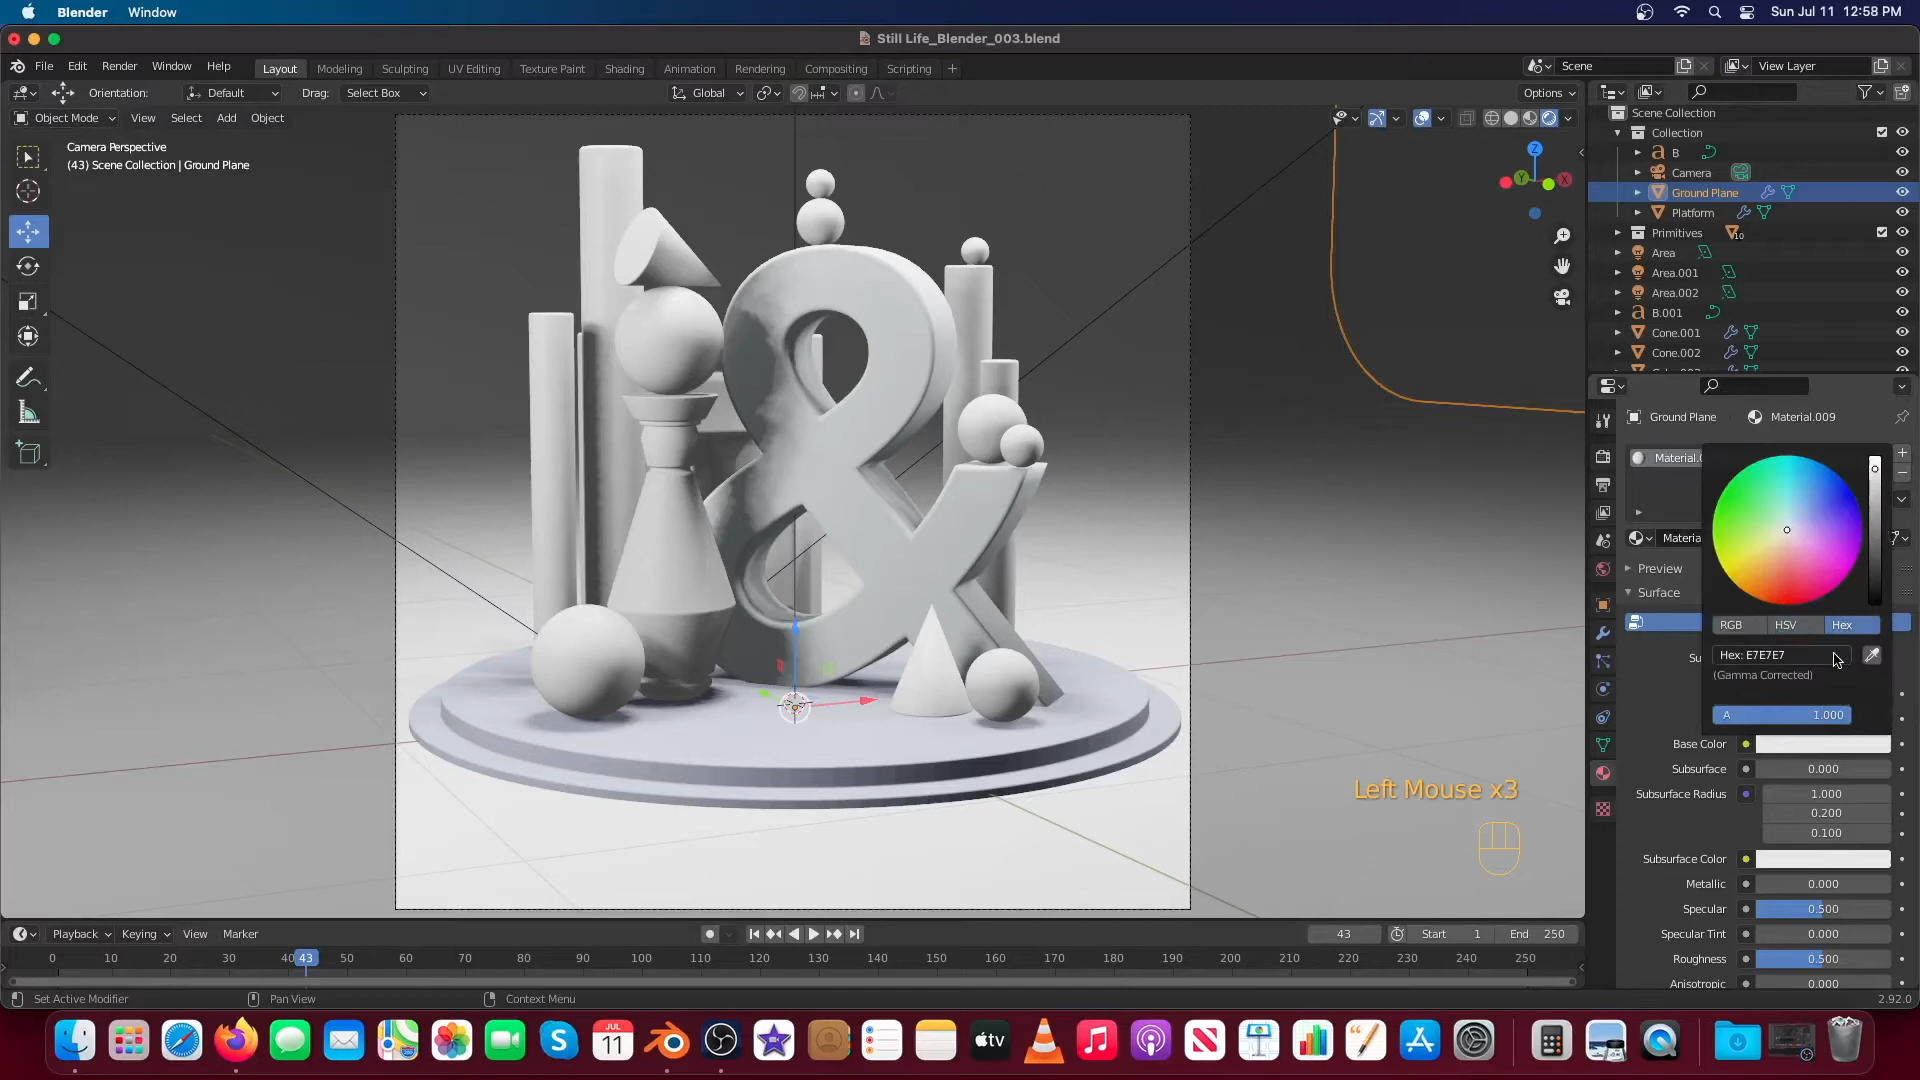 Blender Window Sun Jul 11 12:58 PM
Still Life_Blender_003.blend
File Edit Render Window Help Layout Modeling Sculpting UV Editing Texture Paint Shading Animation Rendering Compositing Scripting + Scene View Layer
Orientation: Default Drag: Select Box Global Options
Object Mode View Select Add Object
Camera Perspective
(43) Scene Collection | Ground Plane
Z
Y
X
&
Scene Collection
Collection
B
Camera
Ground Plane
Platform
Primitives 10
Area
Area.001
Area.002
B.001
Cone.001
Cone.002
Ground Plane Material.009
Material.0
Materia
Preview
Surface
RGB HSV Hex
Su
Hex: E7E7E7
(Gamma Corrected)
A 1.000
Base Color
Subsurface 0.000
Subsurface Radius 1.000
0.200
0.100
Subsurface Color
Metallic 0.000
Specular 0.500
Specular Tint 0.000
Roughness 0.500
Anisotropic 0.000
Left Mouse x3
Playback Keying View Marker 43 Start 1 End 250
0 10 20 30 40 43 50 60 70 80 90 100 110 120 130 140 150 160 170 180 190 200 210 220 230 240 250
Set Active Modifier Pan View Context Menu 2.92.0
JUL
11
tv